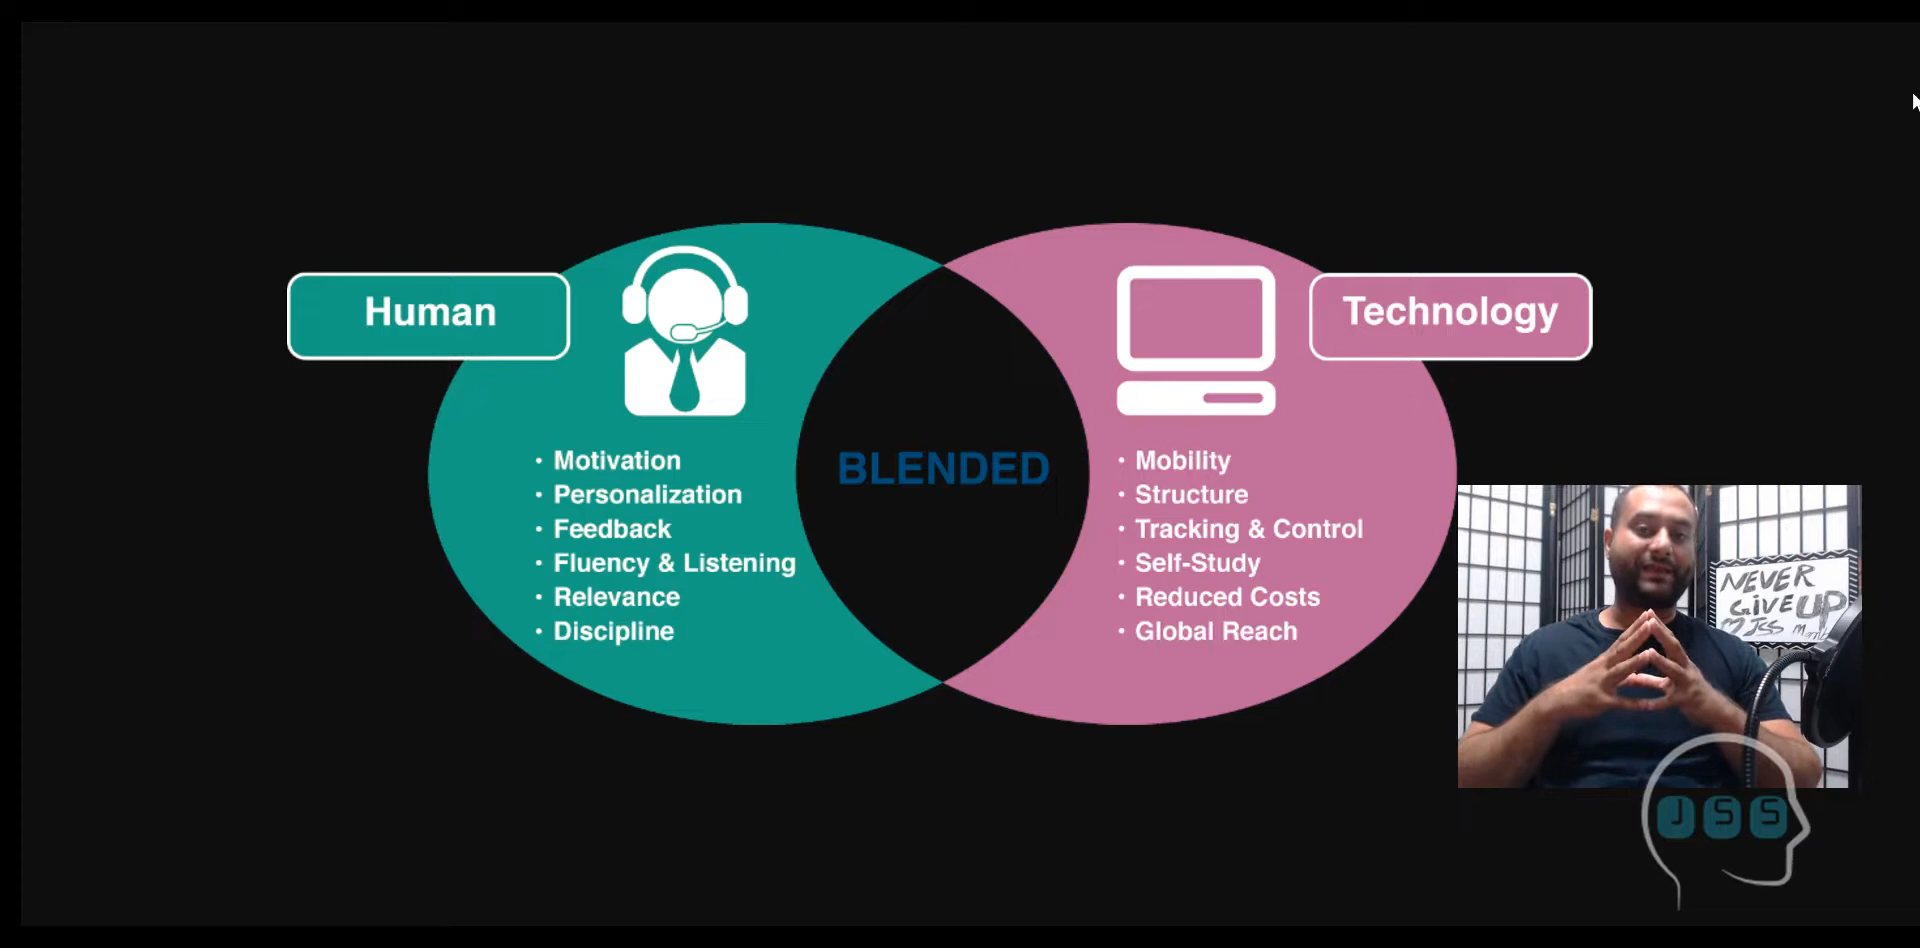 Human
Technology
BLENDED
• Motivation
• Personalization
• Feedback
• Fluency & Listening
• Relevance
• Discipline
• Mobility
• Structure
• Tracking & Control
• Self-Study
• Reduced Costs
• Global Reach
NEVER
GIVE UP
JSS
JSS